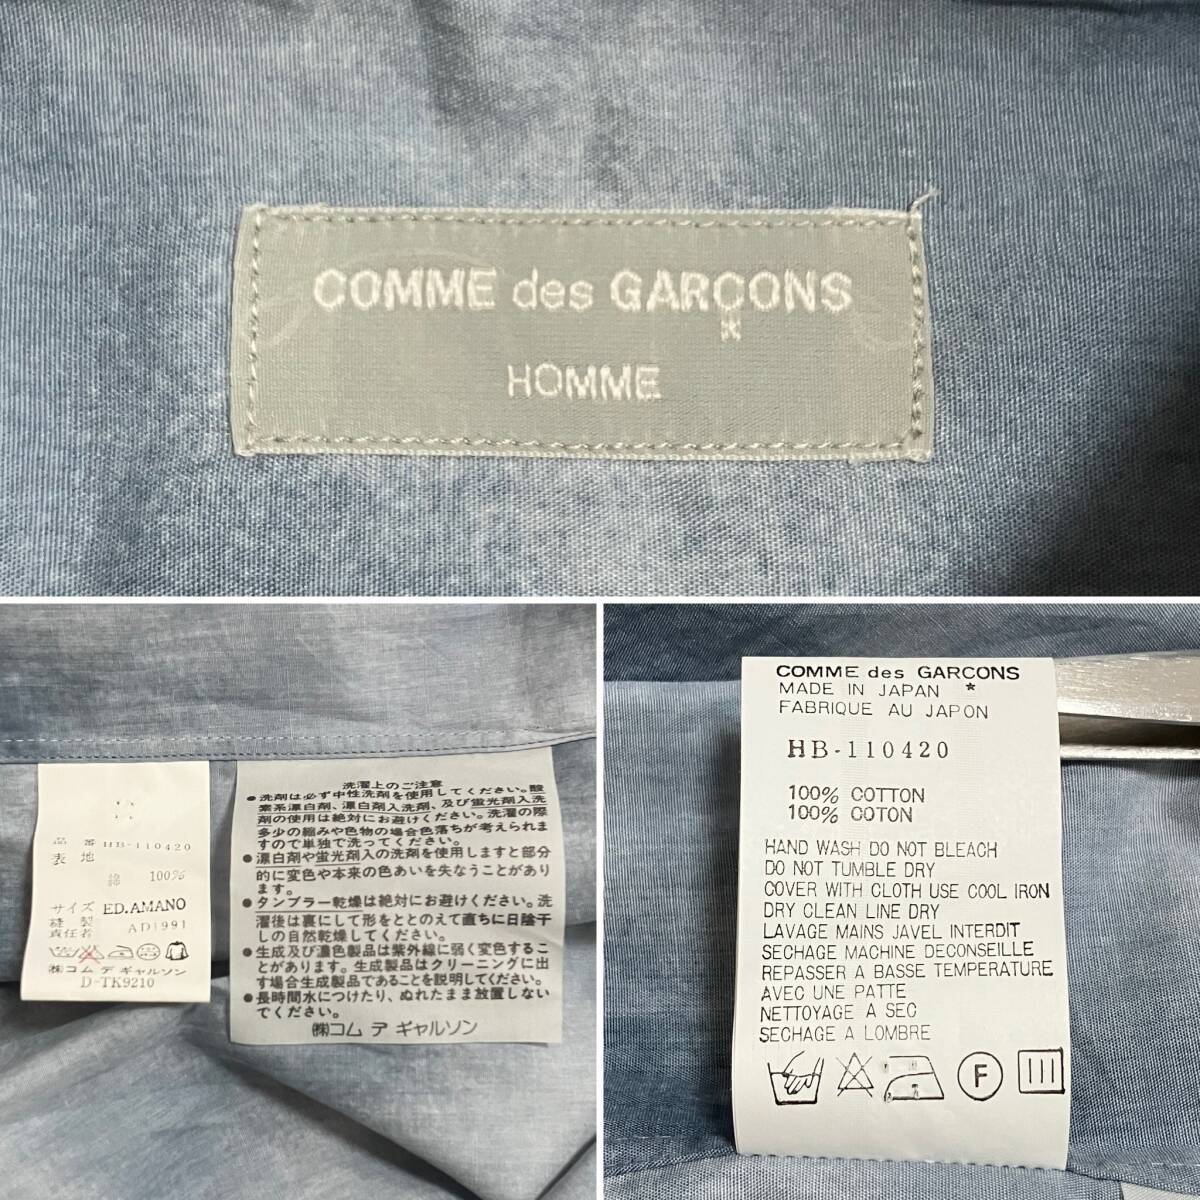 COMME des GARÇONS
HOMME
品番 HB-110420
表地
綿 100%
サイズ ED.AMANO
縫製 AD1991
責任者
㈱コム デ ギャルソン
D-TK9210
洗濯上のご注意
●洗剤は必ず中性洗剤を使用してください。酸
素系漂白剤、漂白剤入洗剤、及び蛍光剤入洗
剤の使用は絶対にお避けください。洗濯の際
多少の縮みや色物の場合色落ちが考えられま
すので単独で洗ってください。
●漂白剤や蛍光剤入の洗剤を使用しますと部分
的に変色や本来の色あいを失なうことがあり
ます。
●タンブラー乾燥は絶対にお避けください。洗
濯後は裏にして形をととのえて直ちに日陰干
しの自然乾燥してください。
●生成及び濃色製品は紫外線に弱く変色するこ
とがあります。生成製品はクリーニングに出
す場合生成製品であることを説明してください。
●長時間水につけたり、ぬれたまま放置しない
でください。
㈱コム デ ギャルソン
COMME des GARCONS
MADE IN JAPAN *
FABRIQUE AU JAPON
HB-110420
100% COTTON
100% COTON
HAND WASH DO NOT BLEACH
DO NOT TUMBLE DRY
COVER WITH CLOTH USE COOL IRON
DRY CLEAN LINE DRY
LAVAGE MAINS JAVEL INTERDIT
SECHAGE MACHINE DECONSEILLE
REPASSER A BASSE TEMPERATURE
AVEC UNE PATTE
NETTOYAGE A SEC
SECHAGE A LOMBRE
F